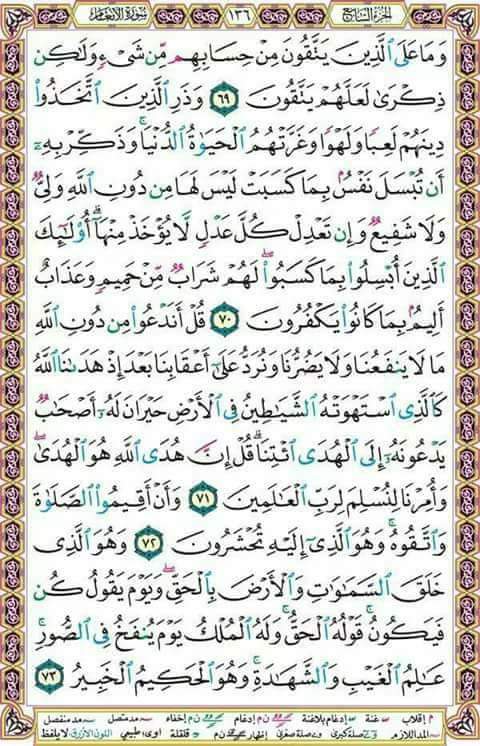 الجزء السابع ١٣٦ سورة الأنعام
وَمَا عَلَى ٱلَّذِينَ يَتَّقُونَ مِنْ حِسَابِهِم مِّن شَيْءٍ وَلَٰكِن
ذِكْرَىٰ لَعَلَّهُمْ يَتَّقُونَ ٦٩ وَذَرِ ٱلَّذِينَ ٱتَّخَذُوا۟
دِينَهُمْ لَعِبًا وَلَهْوًا وَغَرَّتْهُمُ ٱلْحَيَوٰةُ ٱلدُّنْيَا ۚ وَذَكِّرْ بِهِۦٓ
أَن تُبْسَلَ نَفْسٌۢ بِمَا كَسَبَتْ لَيْسَ لَهَا مِن دُونِ ٱللَّهِ وَلِيٌّ
وَلَا شَفِيعٌ وَإِن تَعْدِلْ كُلَّ عَدْلٍ لَّا يُؤْخَذْ مِنْهَآ ۗ أُو۟لَٰٓئِكَ
ٱلَّذِينَ أُبْسِلُوا۟ بِمَا كَسَبُوا۟ ۖ لَهُمْ شَرَابٌ مِّنْ حَمِيمٍ وَعَذَابٌ
أَلِيمٌۢ بِمَا كَانُوا۟ يَكْفُرُونَ ٧٠ قُلْ أَنَدْعُوا۟ مِن دُونِ ٱللَّهِ
مَا لَا يَنفَعُنَا وَلَا يَضُرُّنَا وَنُرَدُّ عَلَىٰٓ أَعْقَابِنَا بَعْدَ إِذْ هَدَىٰنَا ٱللَّهُ
كَٱلَّذِى ٱسْتَهْوَتْهُ ٱلشَّيَٰطِينُ فِى ٱلْأَرْضِ حَيْرَانَ لَهُۥٓ أَصْحَٰبٌ
يَدْعُونَهُۥٓ إِلَى ٱلْهُدَى ٱئْتِنَا ۗ قُلْ إِنَّ هُدَى ٱللَّهِ هُوَ ٱلْهُدَىٰ ۖ
وَأُمِرْنَا لِنُسْلِمَ لِرَبِّ ٱلْعَٰلَمِينَ ٧١ وَأَنْ أَقِيمُوا۟ ٱلصَّلَوٰةَ
وَٱتَّقُوهُ ۚ وَهُوَ ٱلَّذِىٓ إِلَيْهِ تُحْشَرُونَ ٧٢ وَهُوَ ٱلَّذِى
خَلَقَ ٱلسَّمَٰوَٰتِ وَٱلْأَرْضَ بِٱلْحَقِّ ۖ وَيَوْمَ يَقُولُ كُن
فَيَكُونُ ۚ قَوْلُهُ ٱلْحَقُّ ۚ وَلَهُ ٱلْمُلْكُ يَوْمَ يُنفَخُ فِى ٱلصُّورِ ۚ
عَٰلِمُ ٱلْغَيْبِ وَٱلشَّهَٰدَةِ ۚ وَهُوَ ٱلْحَكِيمُ ٱلْخَبِيرُ ٧٣
م إقلاب غنة إدغام بلاغنة ن م إدغام ن م إخفاء مد متصل مد منفصل
المد اللازم صلة كبرى صلة صغرى إظهار ن م قلقلة اوى، طبيعي اللون الأزرق لا يلفظ